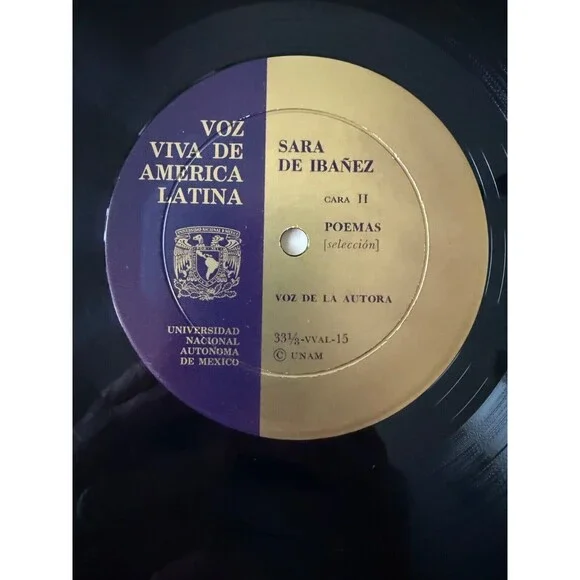 VOZ
VIVA DE
AMERICA
LATINA
UNIVERSIDAD
NACIONAL
AUTONOMA
DE MEXICO
SARA
DE IBAÑEZ
CARA II
POEMAS
[selección]
VOZ DE LA AUTORA
33⅓-VVAL-15
© UNAM